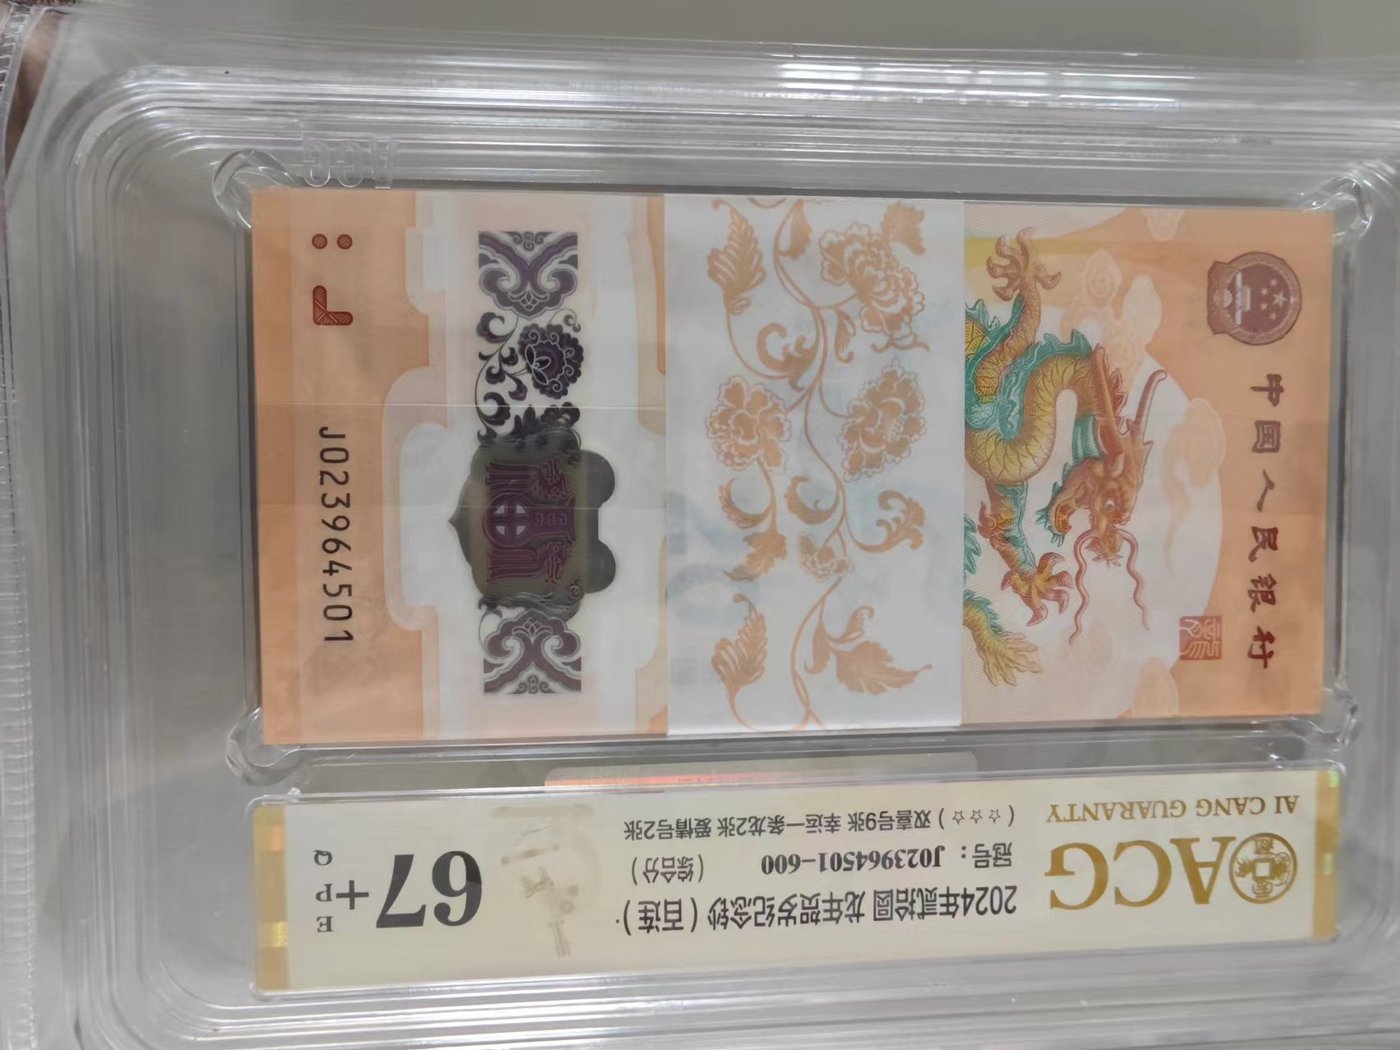 中国人民银行
J023964501
ACG
AI CANG GUARANTY
2024年贰拾圆 龙年贺岁纪念钞（百连）
冠号：J023964501-600 （综合分）
（☆☆☆）双喜号9张 幸运一条龙2张 爱情号2张
67+
E P Q